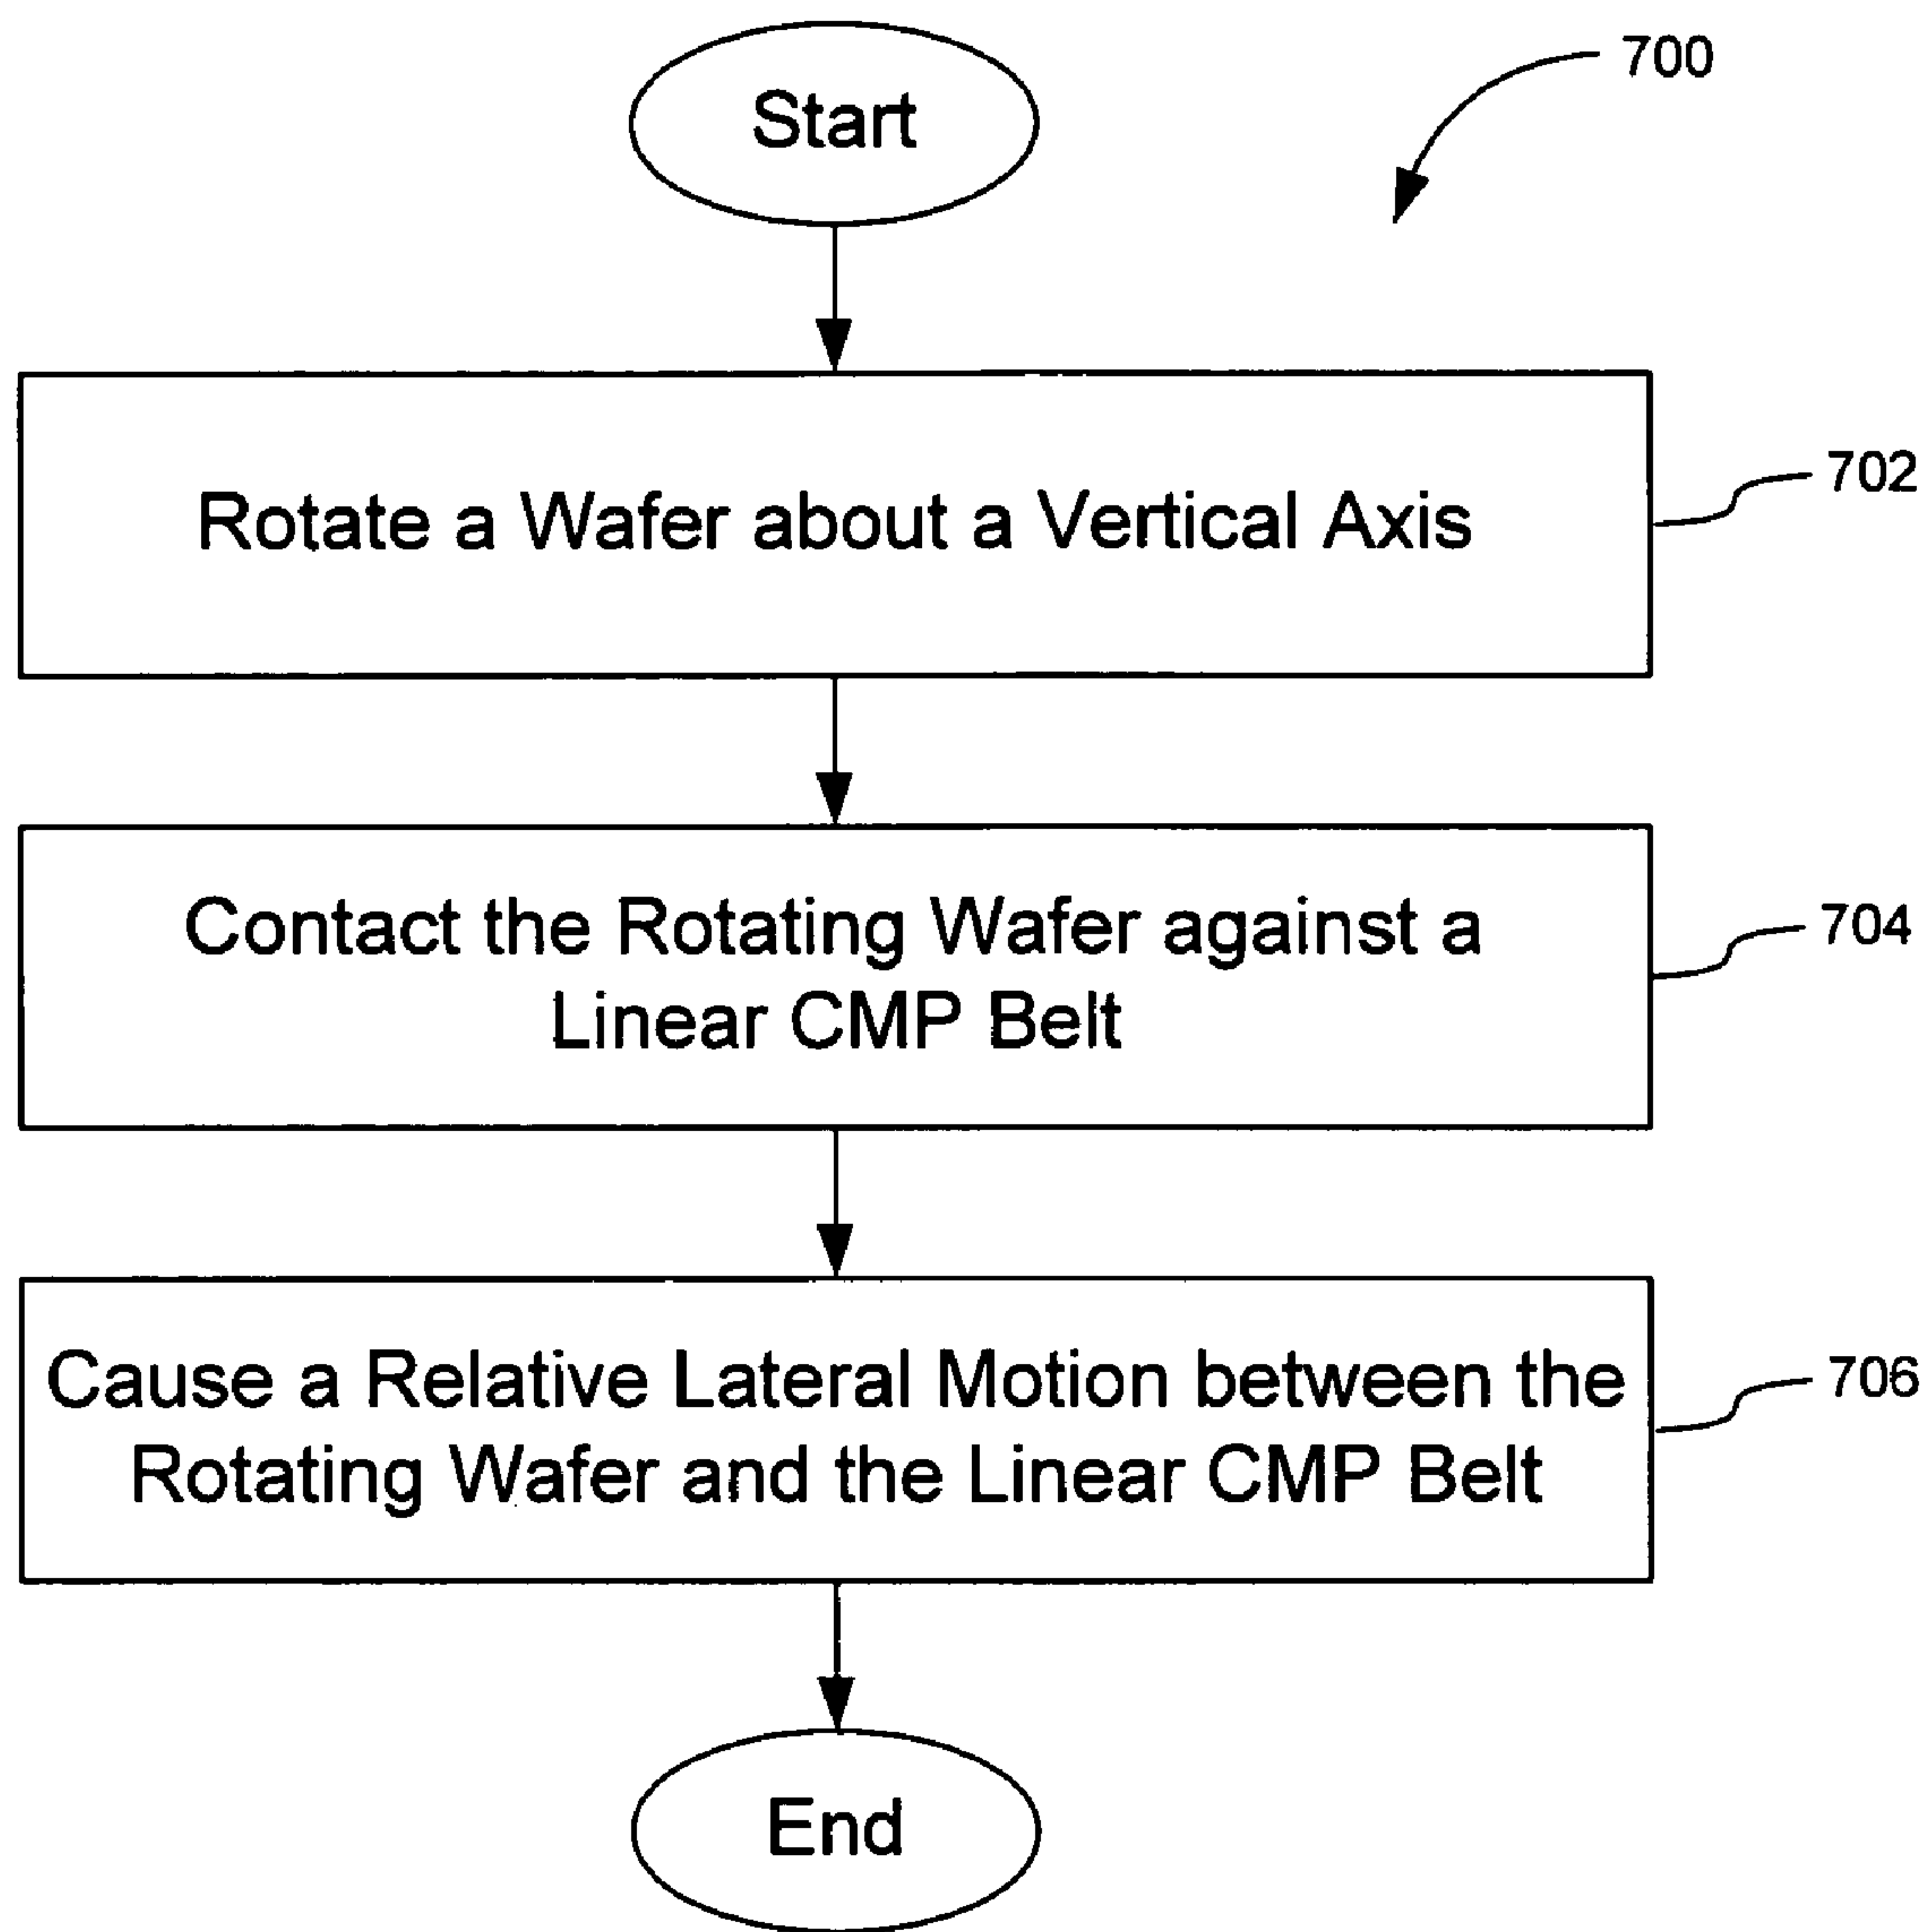 Start
700
Rotate a Wafer about a Vertical Axis
702
Contact the Rotating Wafer against a
Linear CMP Belt
704
Cause a Relative Lateral Motion between the
Rotating Wafer and the Linear CMP Belt
706
End